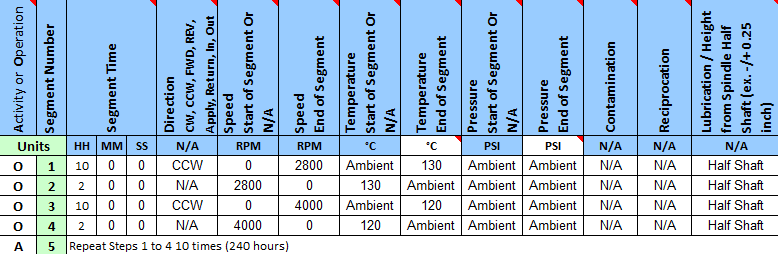 Activity or Operation
Segment Number
Segment Time
Direction
CW, CCW, FWD, REV,
Apply, Return, In, Out
Speed
Start of Segment Or
N/A
Speed
End of Segment
Temperature
Start of Segment Or
N/A
Temperature
End of Segment
Pressure
Start of Segment Or
N/A
Pressure
End of Segment
Contamination
Reciprocation
Lubrication / Height
from Spindle Half
Shaft (ex. -/+ 0.25
inch)
Units HH MM SS N/A RPM RPM °C °C PSI PSI N/A N/A N/A
O 1 10 0 0 CCW 0 2800 Ambient 130 Ambient Ambient N/A N/A Half Shaft
O 2 2 0 0 N/A 2800 0 130 Ambient Ambient Ambient N/A N/A Half Shaft
O 3 10 0 0 CCW 0 4000 Ambient 120 Ambient Ambient N/A N/A Half Shaft
O 4 2 0 0 N/A 4000 0 120 Ambient Ambient Ambient N/A N/A Half Shaft
A 5 Repeat Steps 1 to 4 10 times (240 hours)